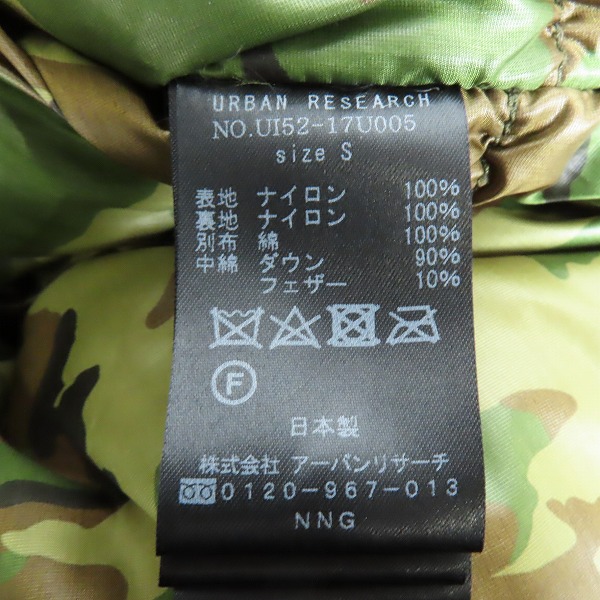 URBAN RESEARCH
NO.UI52-17U005
size S
表地 ナイロン 100%
裏地 ナイロン 100%
別布 綿 100%
中綿 ダウン 90%
フェザー 10%
F
日本製
株式会社 アーバンリサーチ
0120-967-013
NNG